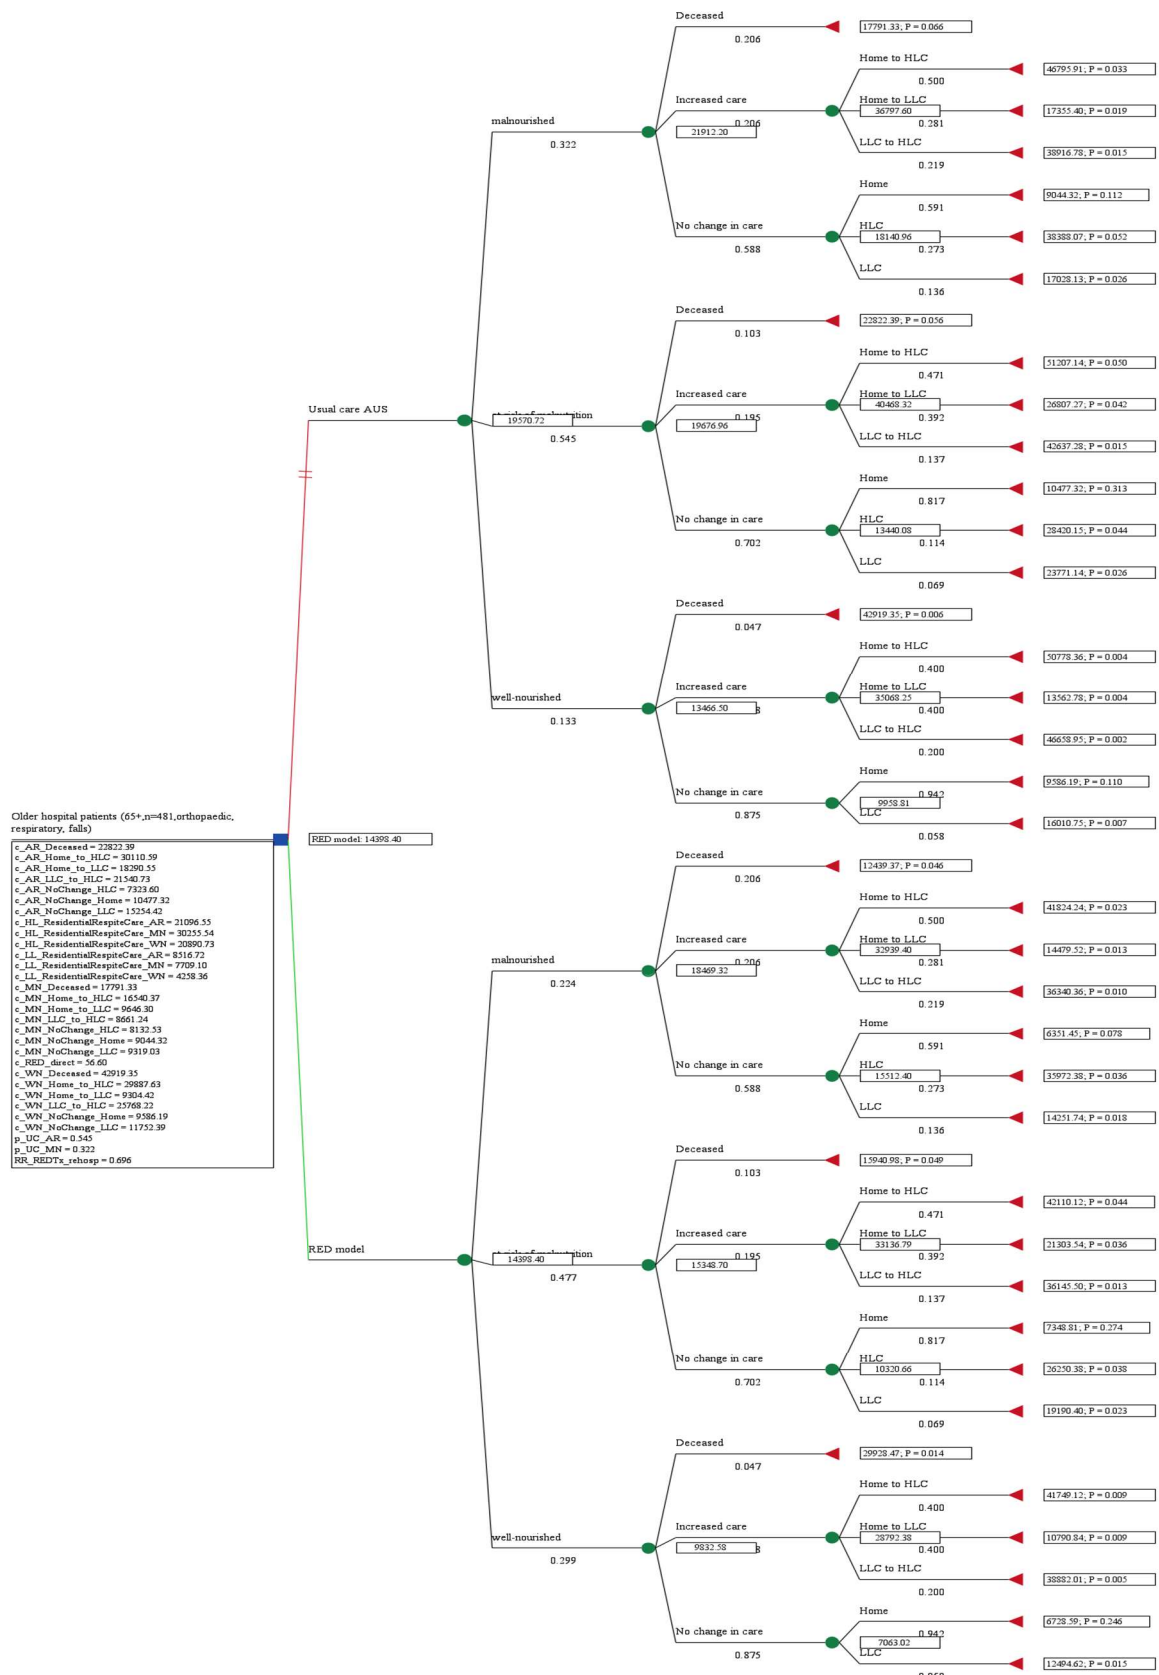 Deceased
0.206
17791.33; P = 0.066
Home to HLC
0.500
46795.91; P = 0.033
Increased care
0.206
21912.20
Home to LLC
36797.60
0.281
17355.40; P = 0.019
malnourished
0.322
LLC to HLC
0.219
38916.78; P = 0.015
Home
0.591
9044.32; P = 0.112
No change in care
0.588
HLC
18140.96
0.273
38388.07; P = 0.052
LLC
0.136
17028.13; P = 0.026
Deceased
0.103
22822.39; P = 0.056
Home to HLC
0.471
51207.14; P = 0.050
Usual care AUS
19570.72
0.545
Increased care
0.195
19676.96
Home to LLC
40468.32
0.392
26807.27; P = 0.042
LLC to HLC
0.137
42637.28; P = 0.015
Home
0.817
10477.32; P = 0.313
No change in care
0.702
HLC
13440.08
0.114
28420.15; P = 0.044
LLC
0.069
23771.14; P = 0.026
Deceased
0.047
42919.35; P = 0.006
Home to HLC
0.400
50778.36; P = 0.004
well-nourished
0.133
Increased care
13466.50
Home to LLC
35068.25
0.400
13562.78; P = 0.004
LLC to HLC
0.200
46658.95; P = 0.002
Home
0.942
9586.19; P = 0.110
No change in care
0.875
9958.81
LLC
0.058
16010.75; P = 0.007
Older hospital patients (65+,n=481,orthopaedic,
respiratory, falls)
RED model: 14398.40
c_AR_Deceased = 22822.39
c_AR_Home_to_HLC = 30110.59
c_AR_Home_to_LLC = 18290.55
c_AR_LLC_to_HLC = 21540.73
c_AR_NoChange_HLC = 7323.60
c_AR_NoChange_Home = 10477.32
c_AR_NoChange_LLC = 15254.42
c_HL_ResidentialRespiteCare_AR = 21096.55
c_HL_ResidentialRespiteCare_MN = 30255.54
c_HL_ResidentialRespiteCare_WN = 20890.73
c_LL_ResidentialRespiteCare_AR = 8516.72
c_LL_ResidentialRespiteCare_MN = 7709.10
c_LL_ResidentialRespiteCare_WN = 4258.36
c_MN_Deceased = 17791.33
c_MN_Home_to_HLC = 16540.37
c_MN_Home_to_LLC = 9646.30
c_MN_LLC_to_HLC = 8661.24
c_MN_NoChange_HLC = 8132.53
c_MN_NoChange_Home = 9044.32
c_MN_NoChange_LLC = 9319.03
c_RED_direct = 56.60
c_WN_Deceased = 42919.35
c_WN_Home_to_HLC = 29887.63
c_WN_Home_to_LLC = 9304.42
c_WN_LLC_to_HLC = 25768.22
c_WN_NoChange_Home = 9586.19
c_WN_NoChange_LLC = 11752.39
p_UC_AR = 0.545
p_UC_MN = 0.322
RR_REDTx_rehosp = 0.696
Deceased
0.206
12439.37; P = 0.046
Home to HLC
0.500
41824.24; P = 0.023
malnourished
0.224
Increased care
0.206
18469.32
Home to LLC
32939.40
0.281
14479.52; P = 0.013
LLC to HLC
0.219
36340.36; P = 0.010
Home
0.591
6351.45; P = 0.078
No change in care
0.588
HLC
15512.40
0.273
35972.38; P = 0.036
LLC
0.136
14251.74; P = 0.018
Deceased
0.103
15940.98; P = 0.049
Home to HLC
0.471
42110.12; P = 0.044
RED model
14398.40
0.477
Increased care
0.195
15348.70
Home to LLC
33136.79
0.392
21303.54; P = 0.036
LLC to HLC
0.137
36145.50; P = 0.013
Home
0.817
7348.81; P = 0.274
No change in care
0.702
HLC
10320.66
0.114
26250.38; P = 0.038
LLC
0.069
19190.40; P = 0.023
Deceased
0.047
29928.47; P = 0.014
Home to HLC
0.400
41749.12; P = 0.009
well-nourished
0.299
Increased care
9832.58
Home to LLC
28792.38
0.400
10790.84; P = 0.009
LLC to HLC
0.200
38882.01; P = 0.005
Home
0.942
6728.59; P = 0.246
No change in care
0.875
7063.02
LLC
12494.62; P = 0.015